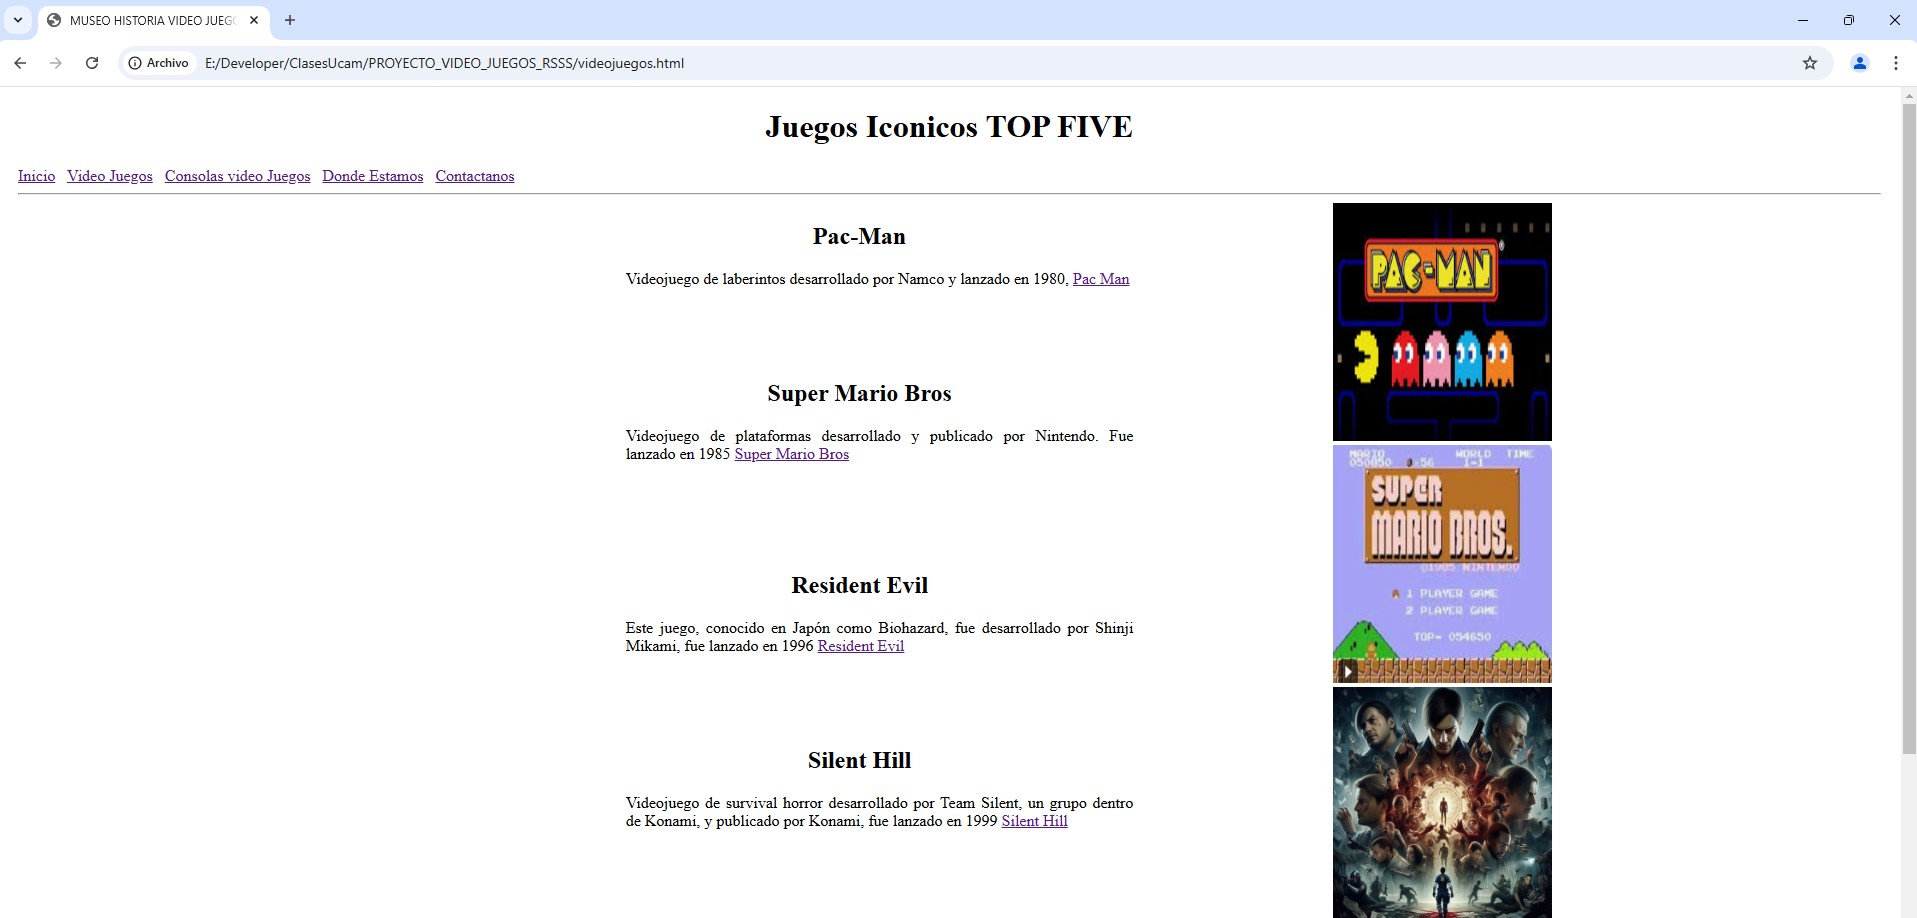 MUSEO HISTORIA VIDEO JUEG
Archivo
E:/Developer/ClasesUcam/PROYECTO_VIDEO_JUEGOS_RSSS/videojuegos.html
Juegos Iconicos TOP FIVE
Inicio Video Juegos Consolas video Juegos Donde Estamos Contactanos
Pac-Man
Videojuego de laberintos desarrollado por Namco y lanzado en 1980, Pac Man
PAC-MAN
®
Super Mario Bros
Videojuego de plataformas desarrollado y publicado por Nintendo. Fue
lanzado en 1985 Super Mario Bros
MARIO WORLD TIME
050850 ×56 1-1
SUPER
MARIO BROS.
©1985 NINTENDO
1 PLAYER GAME
2 PLAYER GAME
TOP- 054650
Resident Evil
Este juego, conocido en Japón como Biohazard, fue desarrollado por Shinji
Mikami, fue lanzado en 1996 Resident Evil
Silent Hill
Videojuego de survival horror desarrollado por Team Silent, un grupo dentro
de Konami, y publicado por Konami, fue lanzado en 1999 Silent Hill